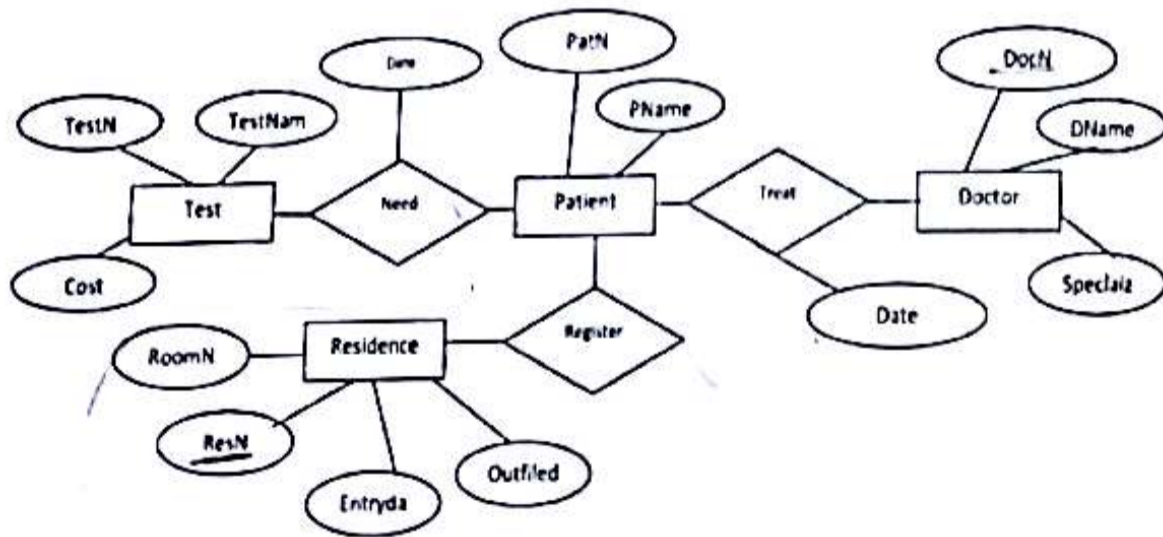 PatN
DocN
Date
TestN
TestNam
PName
DName
Test
Need
Patient
Treat
Doctor
Cost
Speclaiz
Date
RoomN
Residence
Register
ResN
Outfiled
Entryda